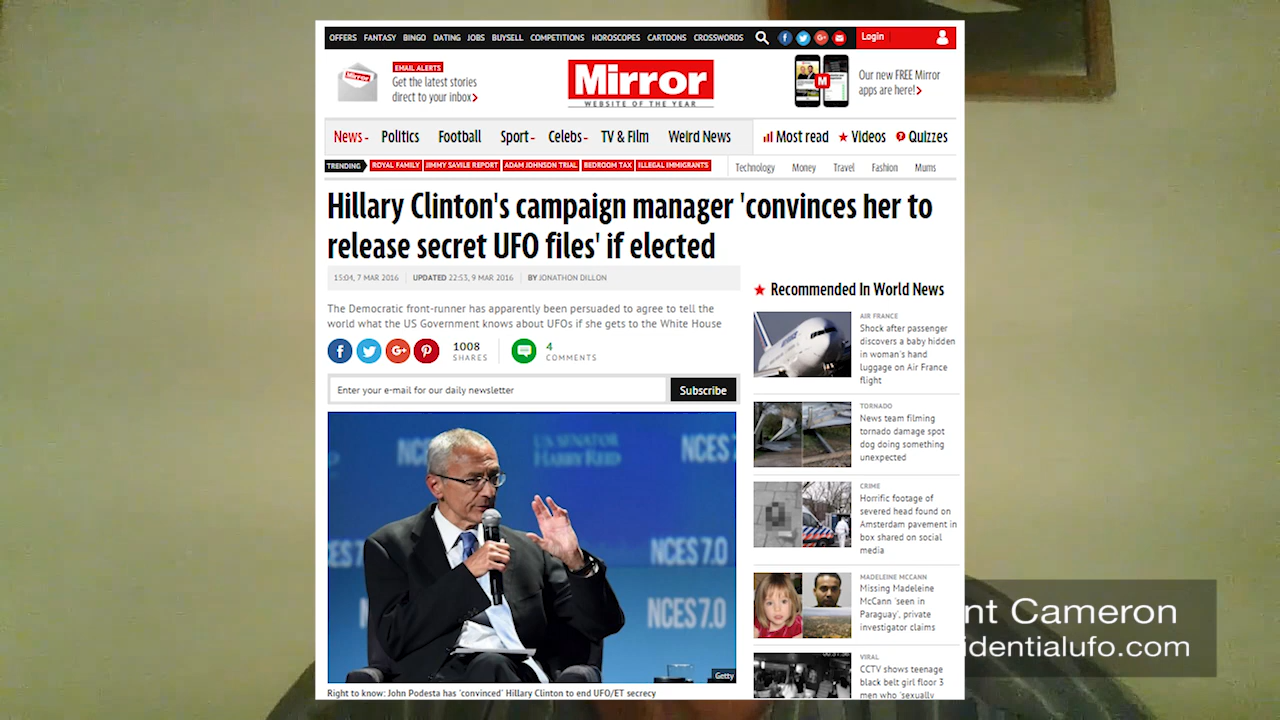 OFFERS FANTASY BINGO DATING JOBS BUYSELL COMPETITIONS HOROSCOPES CARTOONS CROSSWORDS
Login
Mirror
EMAIL ALERTS
Get the latest stories
direct to your inbox
Mirror
WEBSITE OF THE YEAR
M
Our new FREE Mirror
apps are here!
News Politics Football Sport Celebs TV & Film Weird News
Most read Videos Quizzes
TRENDING ROYAL FAMILY JIMMY SAVILE REPORT ADAM JOHNSON TRIAL BEDROOM TAX ILLEGAL IMMIGRANTS
Technology Money Travel Fashion Mums
Hillary Clinton's campaign manager 'convinces her to
release secret UFO files' if elected
15:04, 7 MAR 2016 UPDATED 22:53, 9 MAR 2016 BY JONATHON DILLON
The Democratic front-runner has apparently been persuaded to agree to tell the
world what the US Government knows about UFOs if she gets to the White House
1008
SHARES
4
COMMENTS
Enter your e-mail for our daily newsletter
Subscribe
NCES 7
U.S. SENATOR
HARRY REID
NCES 7
ES 7
NCES 7.0
NCES 7.0
Getty
Right to know: John Podesta has 'convinced' Hillary Clinton to end UFO/ET secrecy
Recommended In World News
AIR FRANCE
Shock after passenger
discovers a baby hidden
in woman's hand
luggage on Air France
flight
TORNADO
News team filming
tornado damage spot
dog doing something
unexpected
CRIME
Horrific footage of
severed head found on
Amsterdam pavement in
box shared on social
media
MADELEINE MCCANN
Missing Madeleine
McCann 'seen in
Paraguay', private
investigator claims
VIRAL
CCTV shows teenage
black belt girl floor 3
men who 'sexually
nt Cameron
identialufo.com